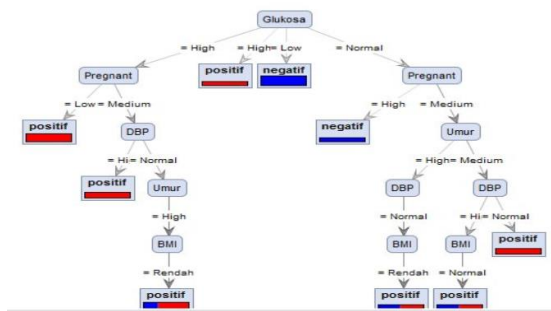 Glukosa
= High = High = Low = Normal
Pregnant positif negatif Pregnant
= Low = Medium = High = Medium
positif DBP negatif Umur
= Hi = Normal = High = Medium
positif Umur DBP DBP
= High = Normal = Hi = Normal
BMI BMI BMI positif
= Rendah = Rendah = Normal
positif positif positif